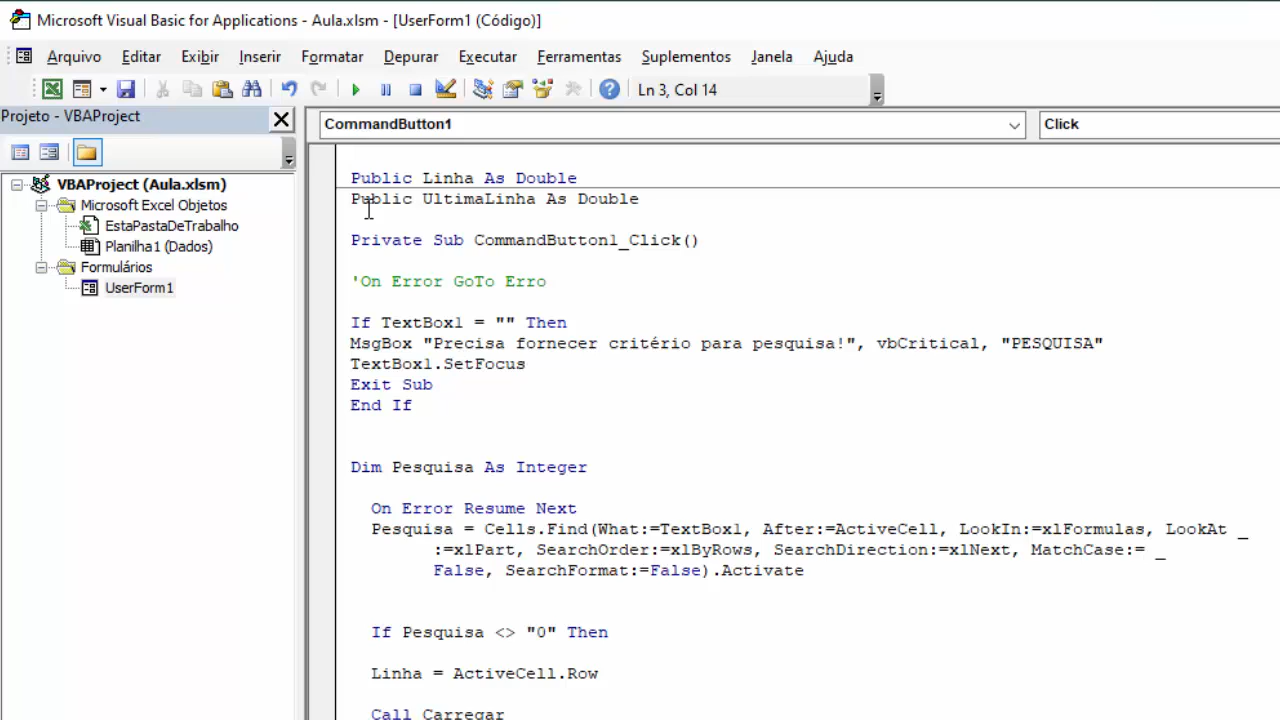 Microsoft Visual Basic for Applications - Aula.xlsm - [UserForm1 (Código)]
Arquivo Editar Exibir Inserir Formatar Depurar Executar Ferramentas Suplementos Janela Ajuda
Ln 3, Col 14
Projeto - VBAProject
CommandButton1
Click
VBAProject (Aula.xlsm)
Microsoft Excel Objetos
EstaPastaDeTrabalho
Planilha1 (Dados)
Formulários
UserForm1
Public Linha As Double
Public UltimaLinha As Double
Private Sub CommandButton1_Click()
'On Error GoTo Erro
If TextBox1 = "" Then
MsgBox "Precisa fornecer critério para pesquisa!", vbCritical, "PESQUISA"
TextBox1.SetFocus
Exit Sub
End If
Dim Pesquisa As Integer
On Error Resume Next
Pesquisa = Cells.Find(What:=TextBox1, After:=ActiveCell, LookIn:=xlFormulas, LookAt _
:=xlPart, SearchOrder:=xlByRows, SearchDirection:=xlNext, MatchCase:= _
False, SearchFormat:=False).Activate
If Pesquisa <> "0" Then
Linha = ActiveCell.Row
Call Carregar